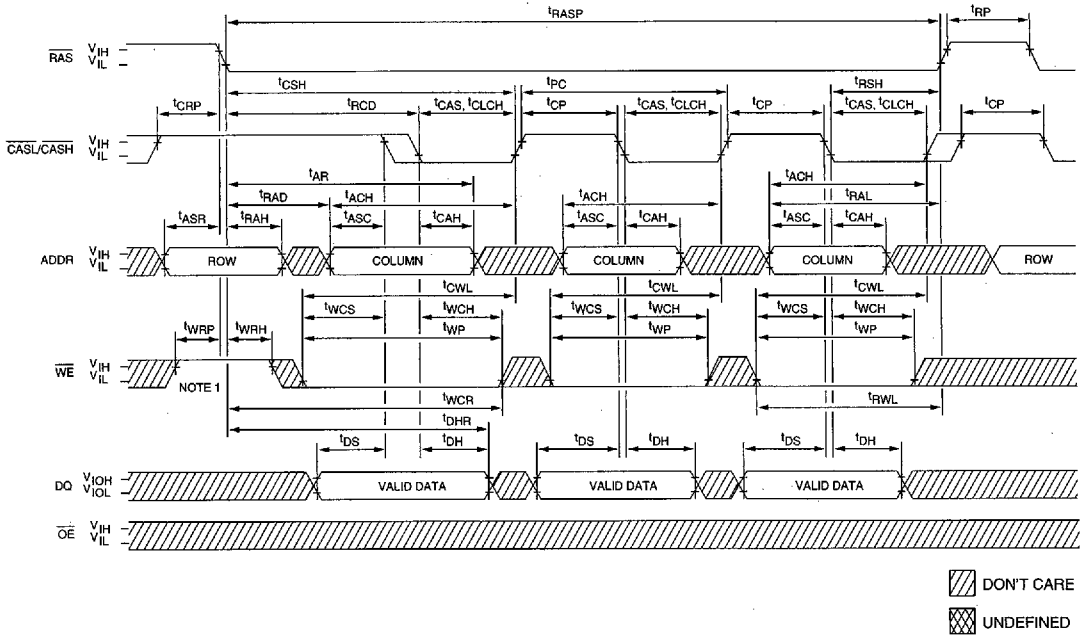 tRASP
tRP
RAS VIH
VIL
tCSH
tPC
tRSH
tCRP
tRCD
tCAS, tCLCH
tCP
tCAS, tCLCH
tCP
tCAS, tCLCH
tCP
CASL/CASH VIH
VIL
tAR
tACH
tRAD
tACH
tACH
tRAL
tASR
tRAH
tASC
tCAH
tASC
tCAH
tASC
tCAH
ADDR VIH
VIL
ROW
COLUMN
COLUMN
COLUMN
ROW
tCWL
tCWL
tCWL
tWCS
tWCH
tWCS
tWCH
tWCS
tWCH
tWRP
tWRH
tWP
tWP
tWP
WE VIH
VIL
NOTE 1
tWCR
tRWL
tDHR
tDS
tDH
tDS
tDH
tDS
tDH
DQ VIOH
VIOL
VALID DATA
VALID DATA
VALID DATA
OE VIH
VIL
DON'T CARE
UNDEFINED